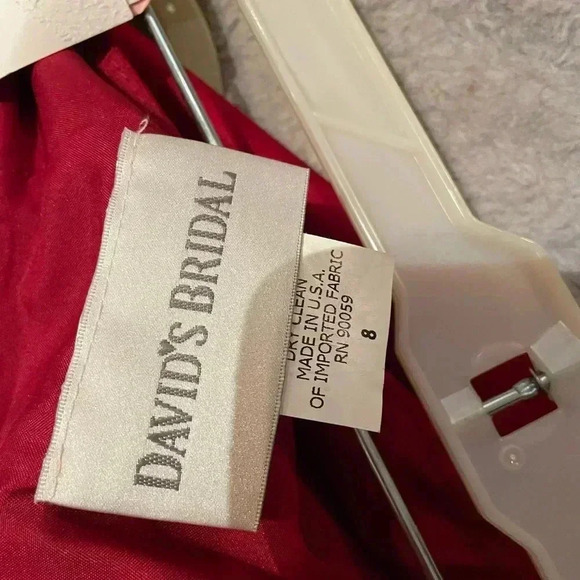 DAVID'S BRIDAL
DRY CLEAN
MADE IN U.S.A.
OF IMPORTED FABRIC
RN 90059
8